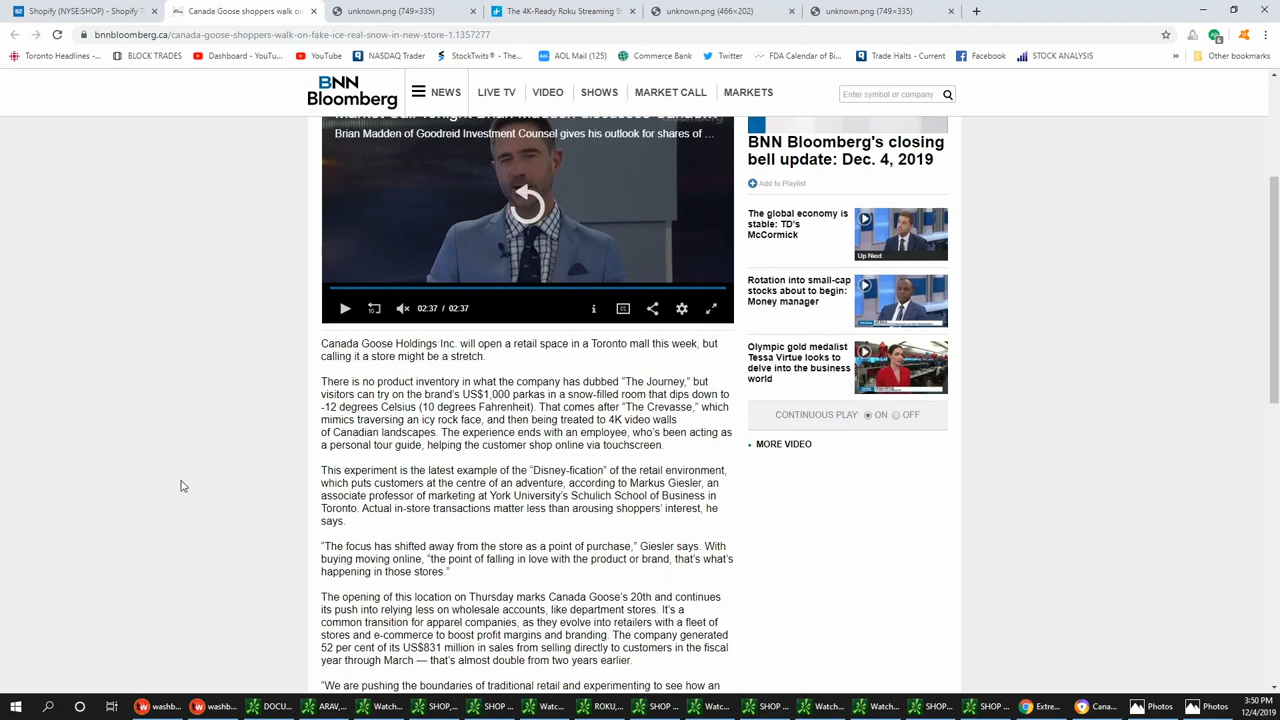 Shopify (NYSE:SHOP) - Shopify T
Canada Goose shoppers walk on
unknown.png (749×335)
The 4K-Ready Roku Streaming St
unknown.png (466×202)
unknown.png (749×335)
bnnbloomberg.ca/canada-goose-shoppers-walk-on-fake-ice-real-snow-in-new-store-1.1357277
Toronto Headlines -...
BLOCK TRADES
Dashboard - YouTu...
YouTube
NASDAQ Trader
StockTwits® - The...
AOL Mail (125)
Commerce Bank
Twitter
FDA Calendar of Bi...
Trade Halts - Current
Facebook
STOCK ANALYSIS
»
Other bookmarks
BNN
Bloomberg
NEWS
LIVE TV
VIDEO
SHOWS
MARKET CALL
MARKETS
Enter symbol or company
Brian Madden of Goodreid Investment Counsel gives his outlook for shares of ...
10
02:37 / 02:37
i
CC
Canada Goose Holdings Inc. will open a retail space in a Toronto mall this week, but
calling it a store might be a stretch.
There is no product inventory in what the company has dubbed “The Journey,” but
visitors can try on the brand’s US$1,000 parkas in a snow-filled room that dips down to
-12 degrees Celsius (10 degrees Fahrenheit). That comes after “The Crevasse,” which
mimics traversing an icy rock face, and then being treated to 4K video walls
of Canadian landscapes. The experience ends with an employee, who’s been acting as
a personal tour guide, helping the customer shop online via touchscreen.
This experiment is the latest example of the “Disney-fication” of the retail environment,
which puts customers at the centre of an adventure, according to Markus Giesler, an
associate professor of marketing at York University’s Schulich School of Business in
Toronto. Actual in-store transactions matter less than arousing shoppers’ interest, he
says.
“The focus has shifted away from the store as a point of purchase,” Giesler says. With
buying moving online, “the point of falling in love with the product or brand, that’s what’s
happening in those stores.”
The opening of this location on Thursday marks Canada Goose’s 20th and continues
its push into relying less on wholesale accounts, like department stores. It’s a
common transition for apparel companies, as they evolve into retailers with a fleet of
stores and e-commerce to boost profit margins and branding. The company generated
52 per cent of its US$831 million in sales from selling directly to customers in the fiscal
year through March — that’s almost double from two years earlier.
“We are pushing the boundaries of traditional retail and experimenting to see how an
BNN Bloomberg's closing
bell update: Dec. 4, 2019
Add to Playlist
The global economy is
stable: TD's
McCormick
Up Next
Rotation into small-cap
stocks about to begin:
Money manager
Olympic gold medalist
Tessa Virtue looks to
delve into the business
world
CONTINUOUS PLAY: ON OFF
MORE VIDEO
washb...
washb...
DOCU...
ARAV,...
Watch...
SHOP,...
SHOP ...
Watc...
ROKU,...
SHOP ...
Watc...
SHOP ...
Watch...
Watch...
SHOP...
SHOP ...
Extre...
Cana...
Photos
Photos
3:50 PM
12/4/2019